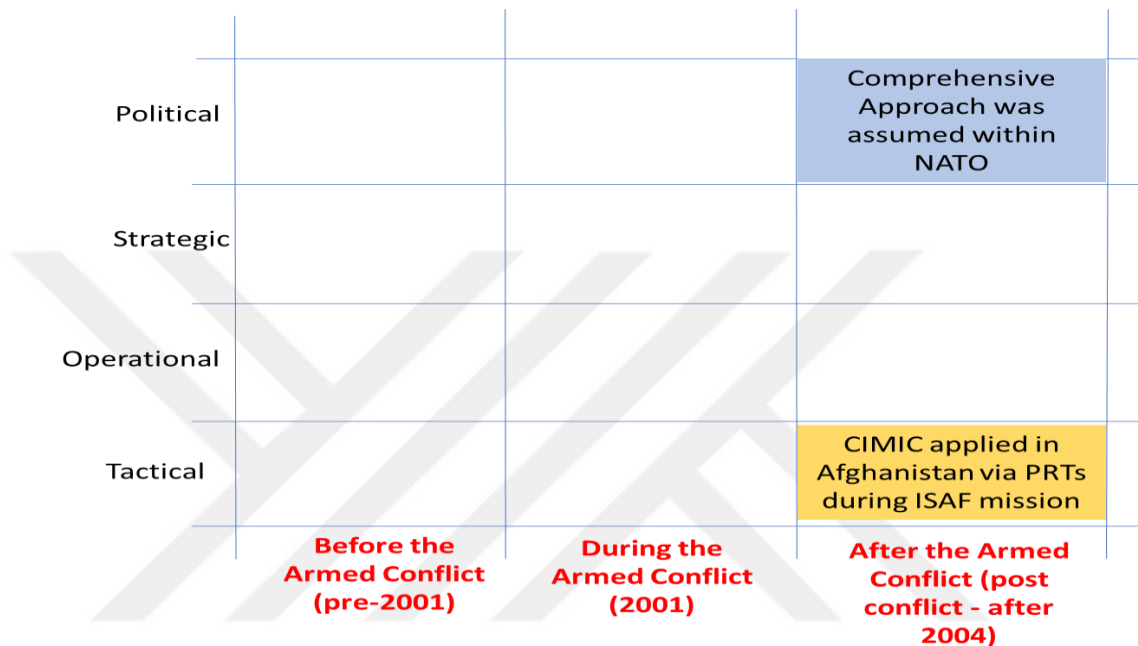 Political
Comprehensive
Approach was
assumed within
NATO
Strategic
Operational
Tactical
CIMIC applied in
Afghanistan via PRTs
during ISAF mission
Before the
Armed Conflict
(pre-2001)
During the
Armed Conflict
(2001)
After the Armed
Conflict (post
conflict - after
2004)